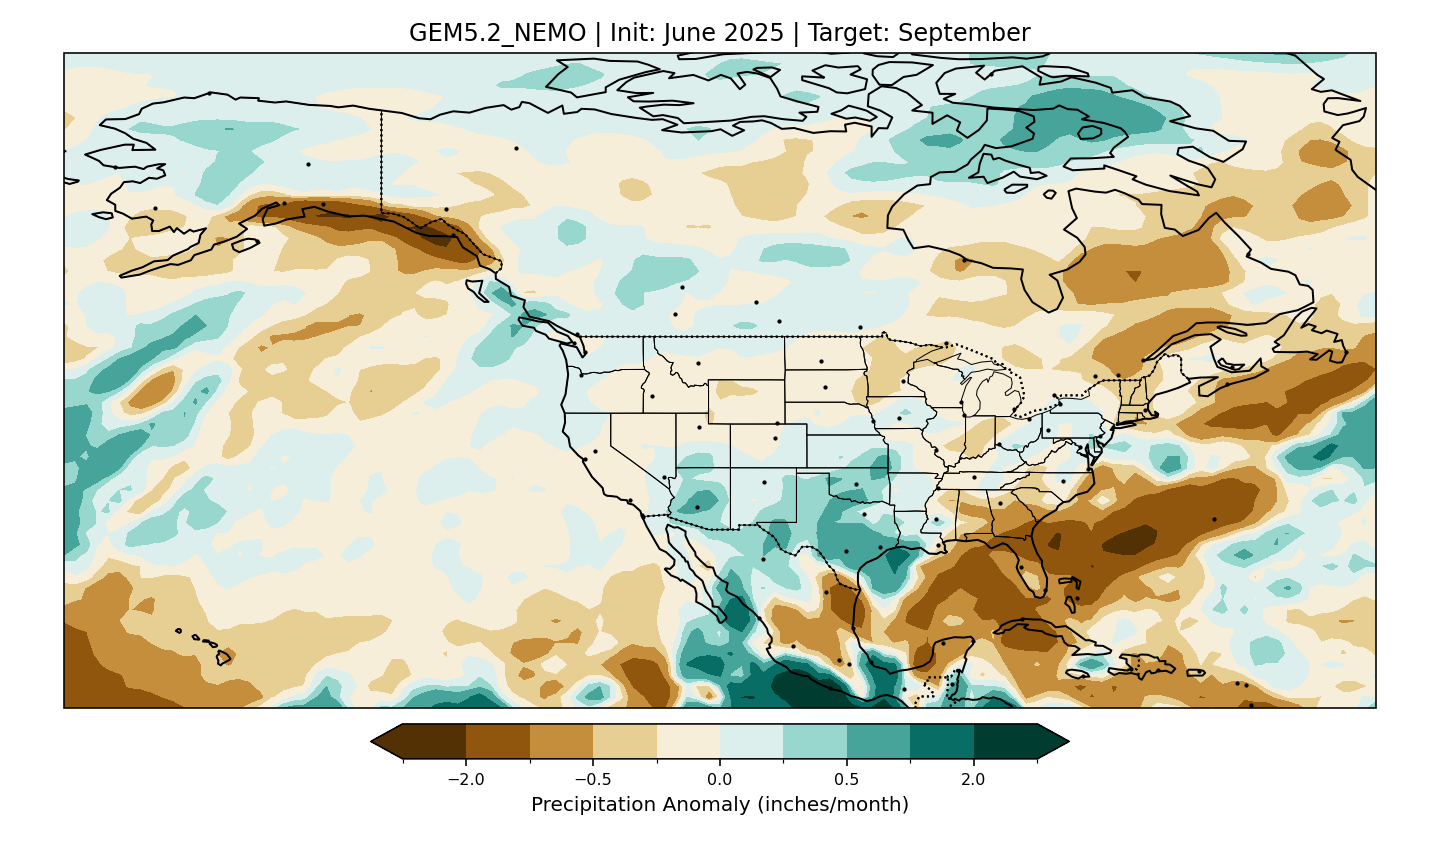 GEM5.2_NEMO | Init: June 2025 | Target: September
−2.0 −0.5 0.0 0.5 2.0
Precipitation Anomaly (inches/month)